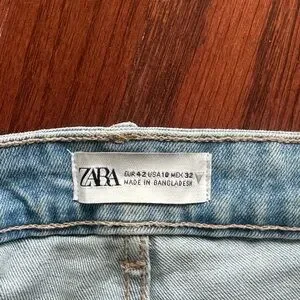 ZARA
EUR 42 USA 10 MEX 32
MADE IN BANGLADESH